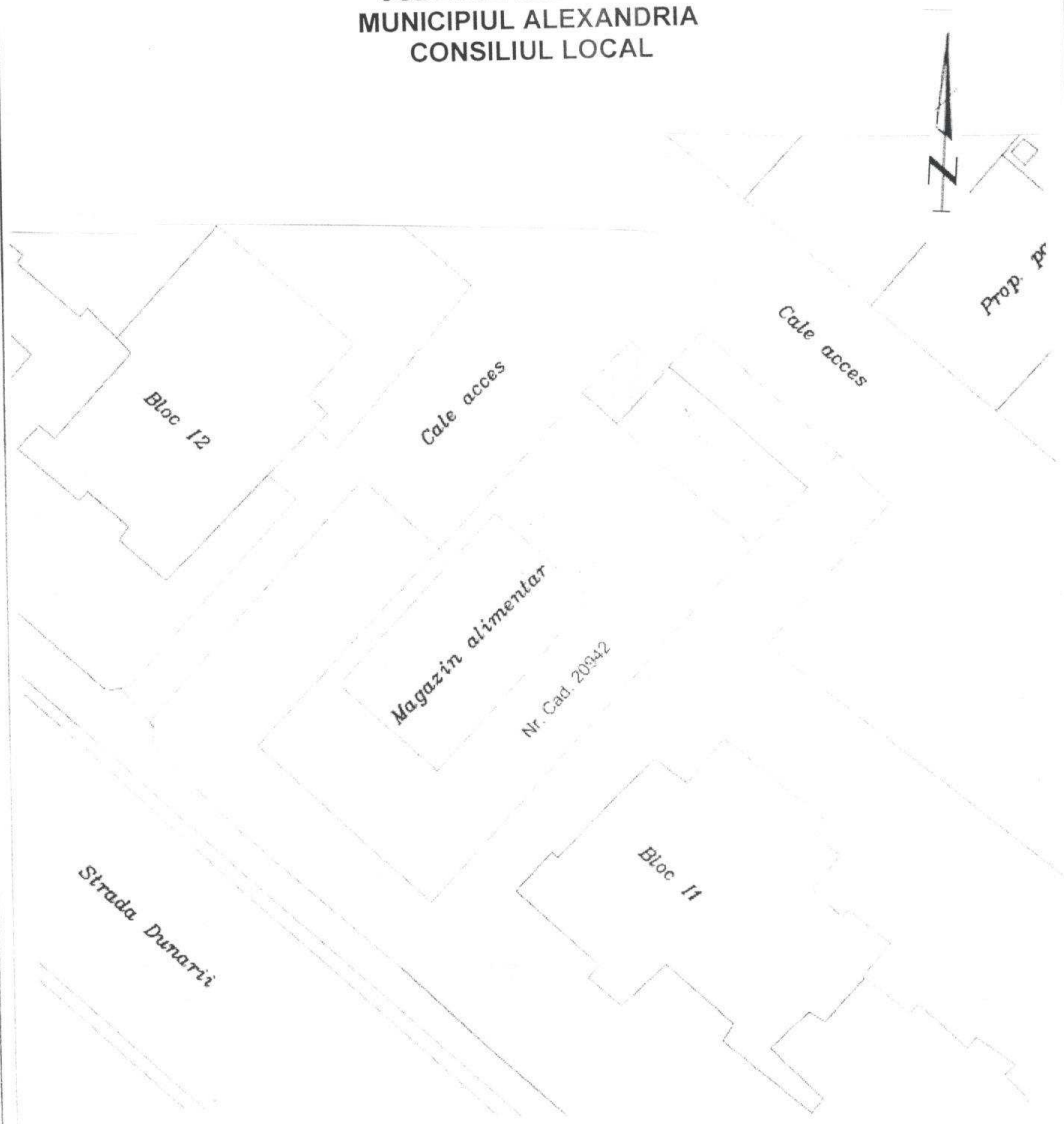 MUNICIPIUL ALEXANDRIA
CONSILIUL LOCAL
N
Prop.
Cale acces
Bloc I2
Cale acces
Magazin alimentar
Nr. Cad. 20942
Bloc I1
Strada Dunarii